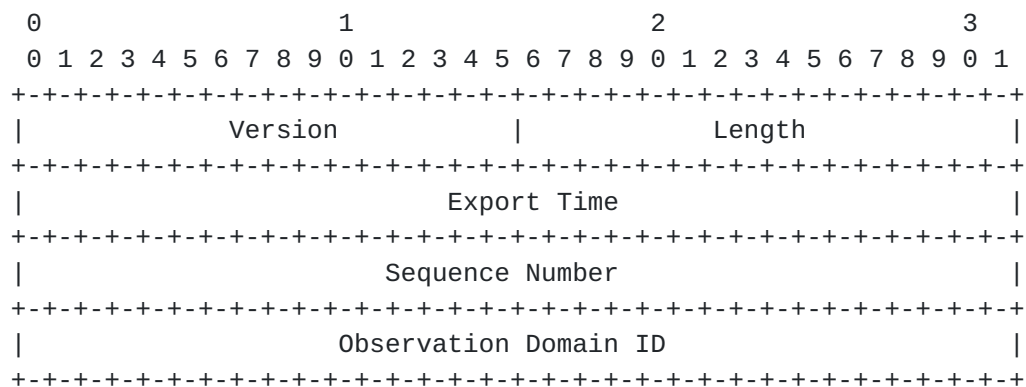 0                   1                   2                   3
 0 1 2 3 4 5 6 7 8 9 0 1 2 3 4 5 6 7 8 9 0 1 2 3 4 5 6 7 8 9 0 1
+-+-+-+-+-+-+-+-+-+-+-+-+-+-+-+-+-+-+-+-+-+-+-+-+-+-+-+-+-+-+-+-+
|             Version           |            Length             |
+-+-+-+-+-+-+-+-+-+-+-+-+-+-+-+-+-+-+-+-+-+-+-+-+-+-+-+-+-+-+-+-+
|                           Export Time                         |
+-+-+-+-+-+-+-+-+-+-+-+-+-+-+-+-+-+-+-+-+-+-+-+-+-+-+-+-+-+-+-+-+
|                       Sequence Number                         |
+-+-+-+-+-+-+-+-+-+-+-+-+-+-+-+-+-+-+-+-+-+-+-+-+-+-+-+-+-+-+-+-+
|                    Observation Domain ID                      |
+-+-+-+-+-+-+-+-+-+-+-+-+-+-+-+-+-+-+-+-+-+-+-+-+-+-+-+-+-+-+-+-+